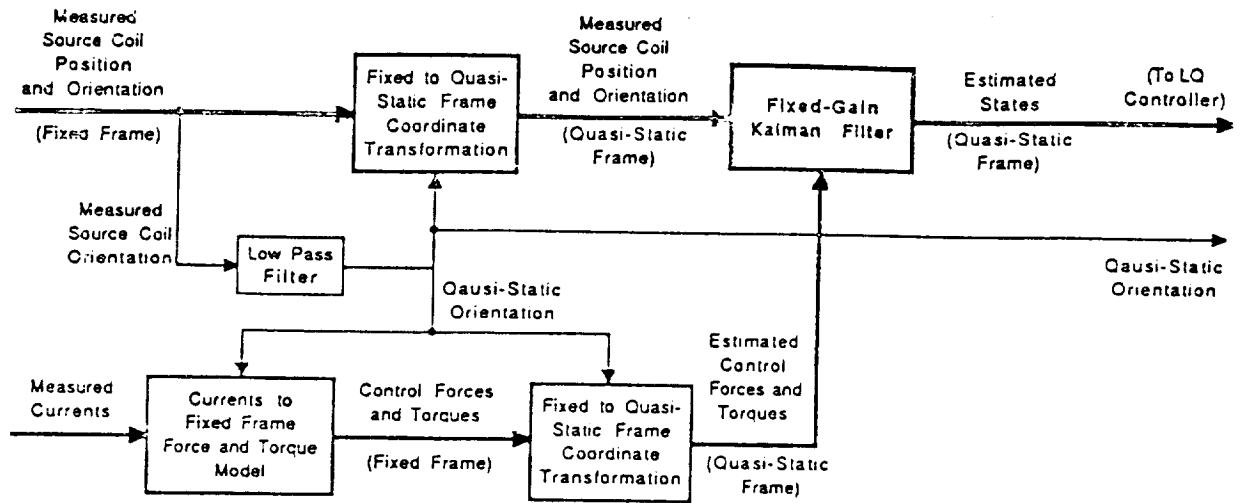 Measured
Source Coil
Position
and Orientation
(Fixed Frame)
Fixed to Quasi-
Static Frame
Coordinate
Transformation
Measured
Source Coil
Position
and Orientation
(Quasi-Static
Frame)
Fixed-Gain
Kalman Filter
Estimated
States
(Quasi-Static
Frame)
(To LQ
Controller)
Measured
Source Coil
Orientation
Low Pass
Filter
Qausi-Static
Orientation
Qausi-Static
Orientation
Measured
Currents
Currents to
Fixed Frame
Force and Torque
Model
Control Forces
and Torques
(Fixed Frame)
Fixed to Quasi-
Static Frame
Coordinate
Transformation
Estimated
Control
Forces and
Torques
(Quasi-Static
Frame)